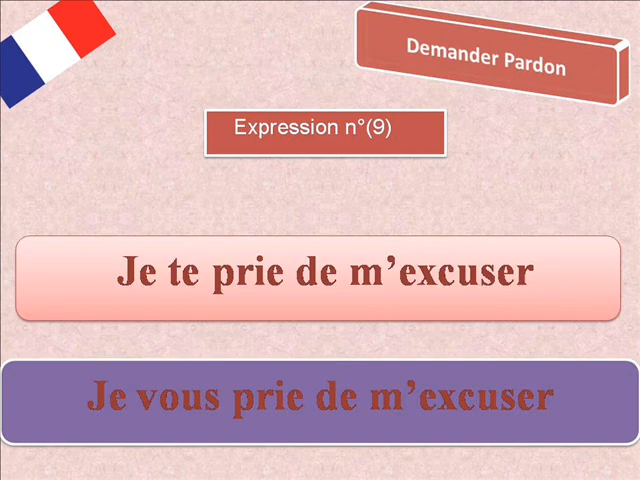 Demander Pardon
Expression n°(9)
Je te prie de m’excuser
Je vous prie de m’excuser